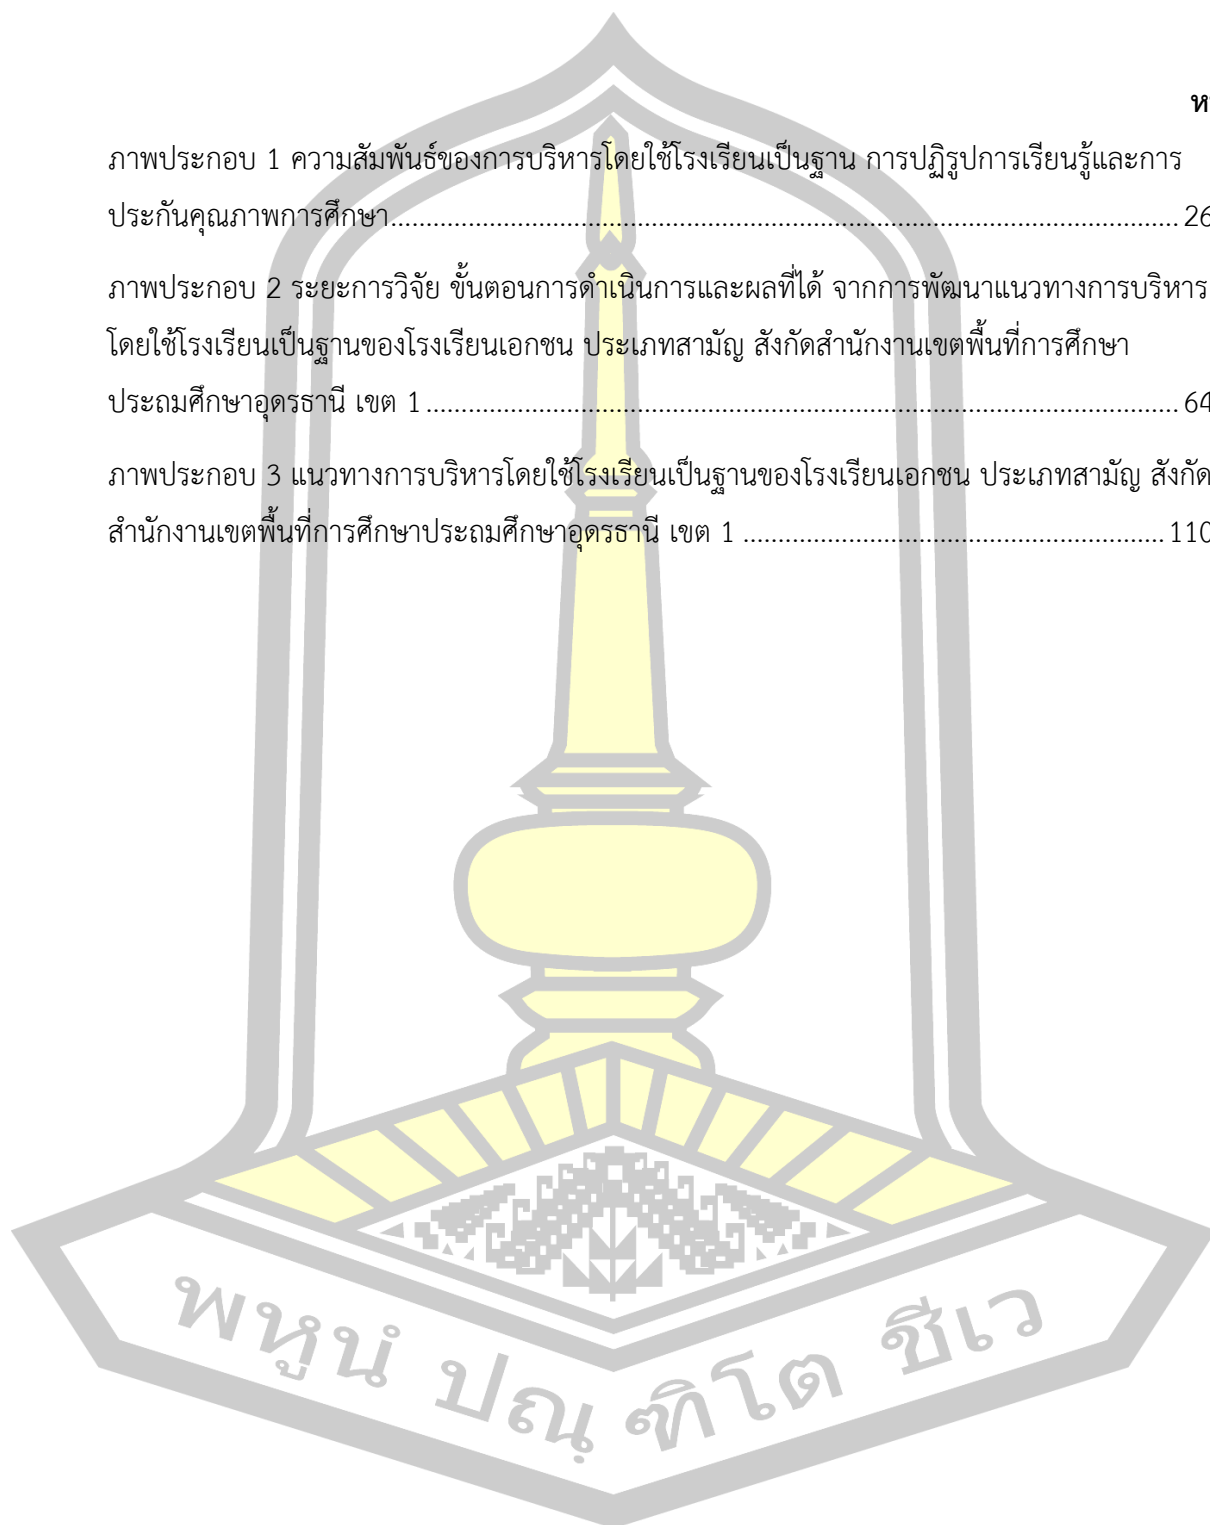 ห
ภาพประกอบ 1 ความสัมพันธ์ของการบริหารโดยใช้โรงเรียนเป็นฐาน การปฏิรูปการเรียนรู้และการ
ประกันคุณภาพการศึกษา................................................................................................................ 26
ภาพประกอบ 2 ระยะการวิจัย ขั้นตอนการดำเนินการและผลที่ได้ จากการพัฒนาแนวทางการบริหาร
โดยใช้โรงเรียนเป็นฐานของโรงเรียนเอกชน ประเภทสามัญ สังกัดสำนักงานเขตพื้นที่การศึกษา
ประถมศึกษาอุดรธานี เขต 1 ........................................................................................................... 64
ภาพประกอบ 3 แนวทางการบริหารโดยใช้โรงเรียนเป็นฐานของโรงเรียนเอกชน ประเภทสามัญ สังกัด
สำนักงานเขตพื้นที่การศึกษาประถมศึกษาอุดรธานี เขต 1 ............................................................ 110
พหูนํ ปณฺฑิโต ชีเว